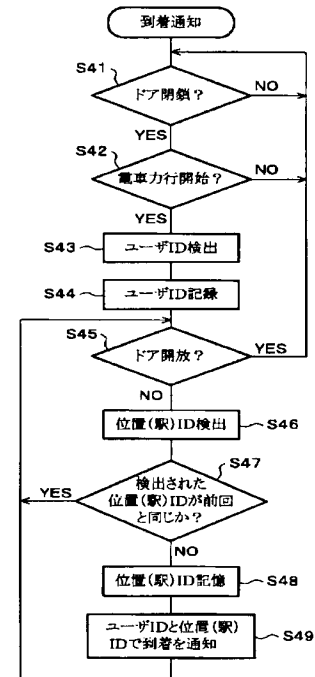 到着通知
S41
ドア閉鎖?
NO
YES
S42
電車力行開始?
NO
YES
S43
ユーザID検出
S44
ユーザID記録
S45
ドア開放?
YES
NO
位置(駅)ID検出
S46
S47
検出された
位置(駅)IDが前回
と同じか?
YES
NO
位置(駅)ID記憶
S48
ユーザIDと位置(駅)
IDで到着を通知
S49